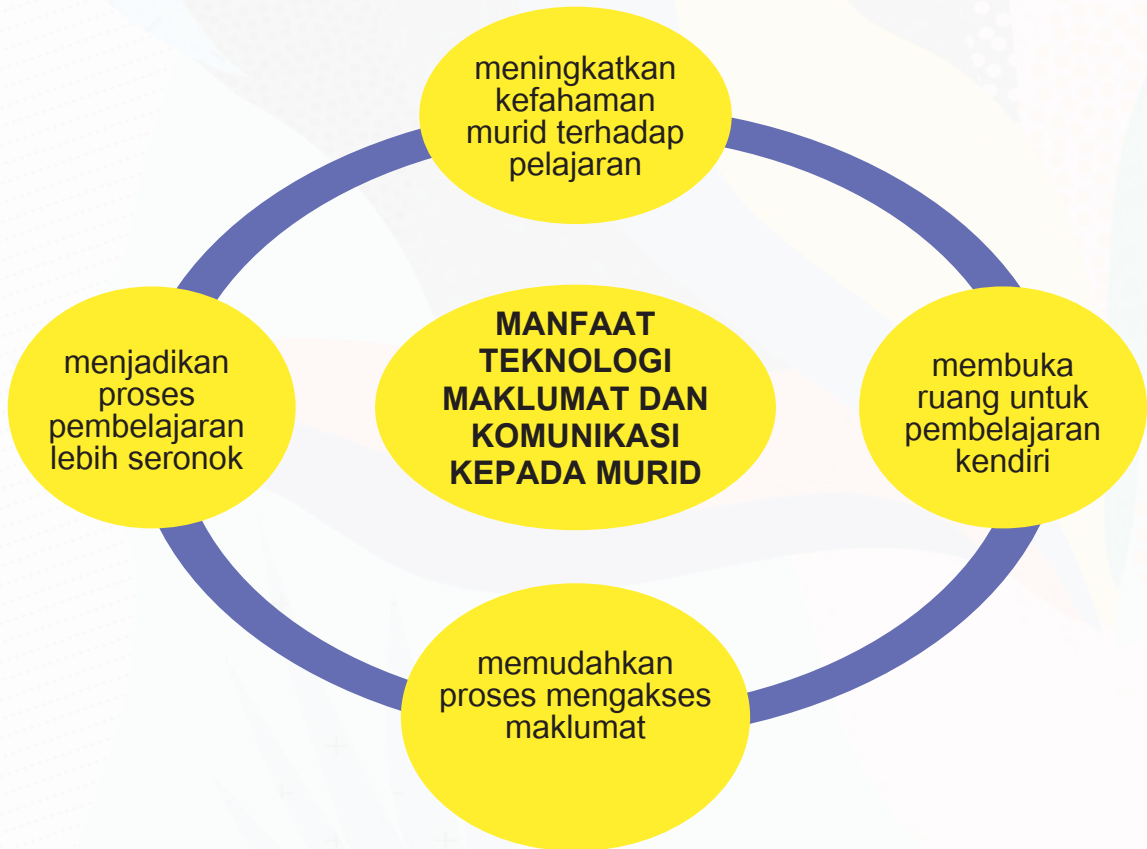 meningkatkan
kefahaman
murid terhadap
pelajaran
menjadikan
proses
pembelajaran
lebih seronok
MANFAAT
TEKNOLOGI
MAKLUMAT DAN
KOMUNIKASI
KEPADA MURID
membuka
ruang untuk
pembelajaran
kendiri
memudahkan
proses mengakses
maklumat